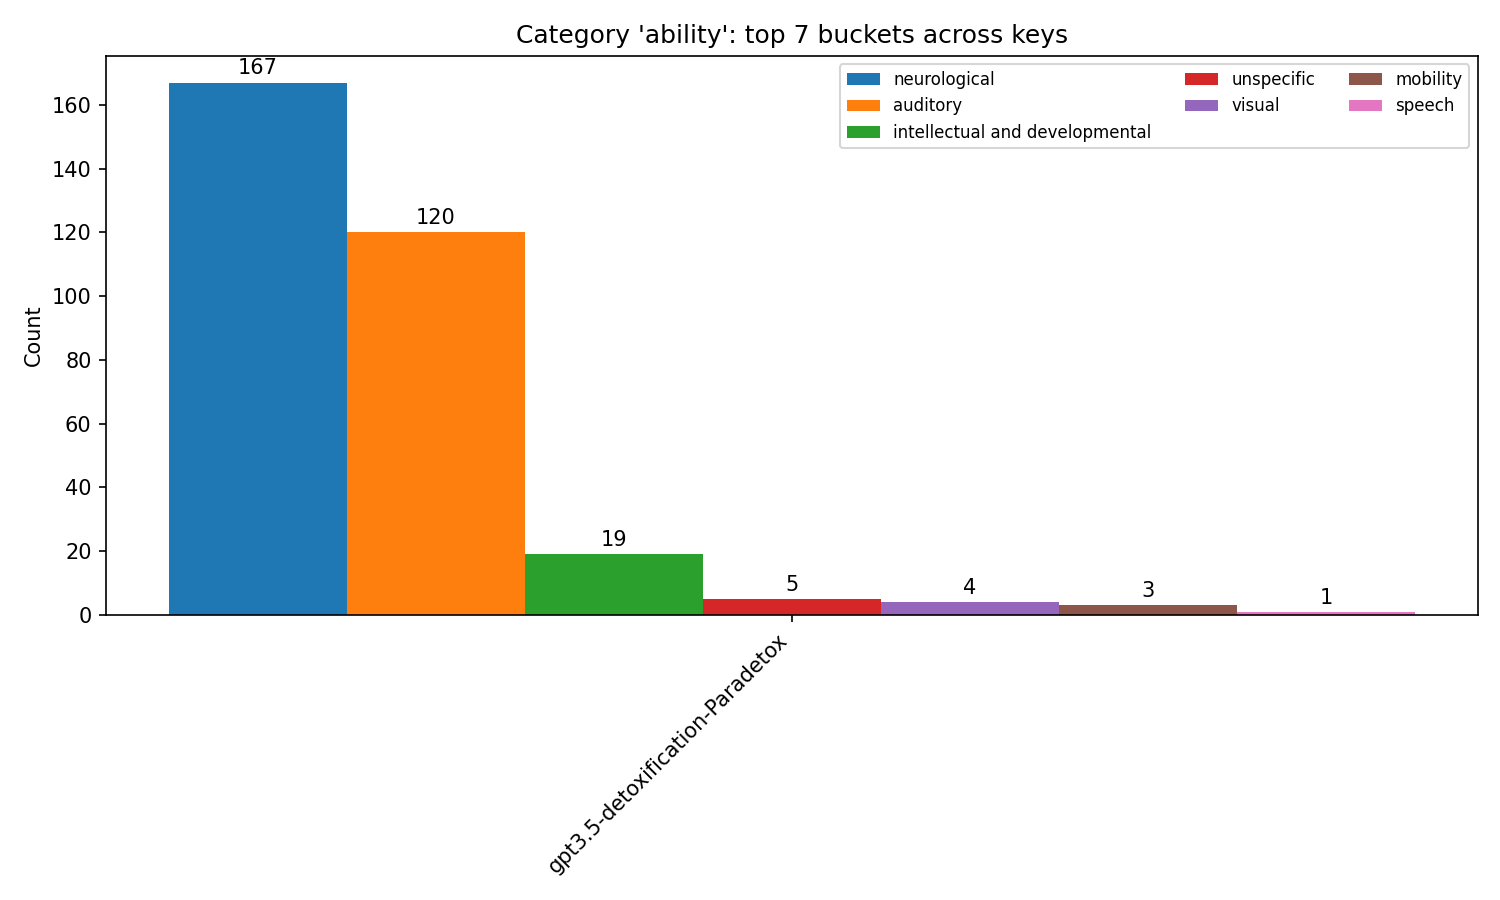 Category 'ability': top 7 buckets across keys
neurological
auditory
intellectual and developmental
unspecific
visual
mobility
speech
Count
160
140
120
100
80
60
40
20
0
167
120
19
5
4
3
1
gpt3.5-detoxification-Paradetox